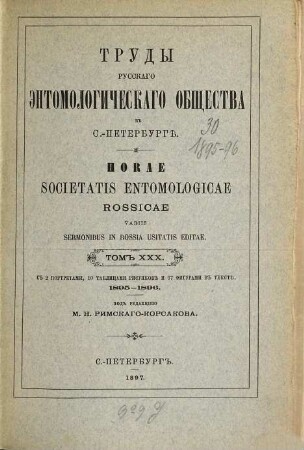 ТРУДЫ
РУССКАГО
ЭНТОМОЛОГИЧЕСКАГО ОБЩЕСТВА
въ
С.-ПЕТЕРБУРГѢ.
30
1895-96
HORAE
SOCIETATIS ENTOMOLOGICAE
ROSSICAE
VARIIS
SERMONIBUS IN ROSSIA USITATIS EDITAE.
ТОМЪ XXX.
СЪ 2 ПОРТРЕТАМИ, 10 ТАБЛИЦАМИ РИСУНКОВЪ И 27 ФИГУРАМИ ВЪ ТЕКСТѢ.
1895–1896.
ПОДЪ РЕДАКЦІЕЮ
М. Н. РИМСКАГО-КОРСАКОВА.
С.-ПЕТЕРБУРГЪ.
1897.